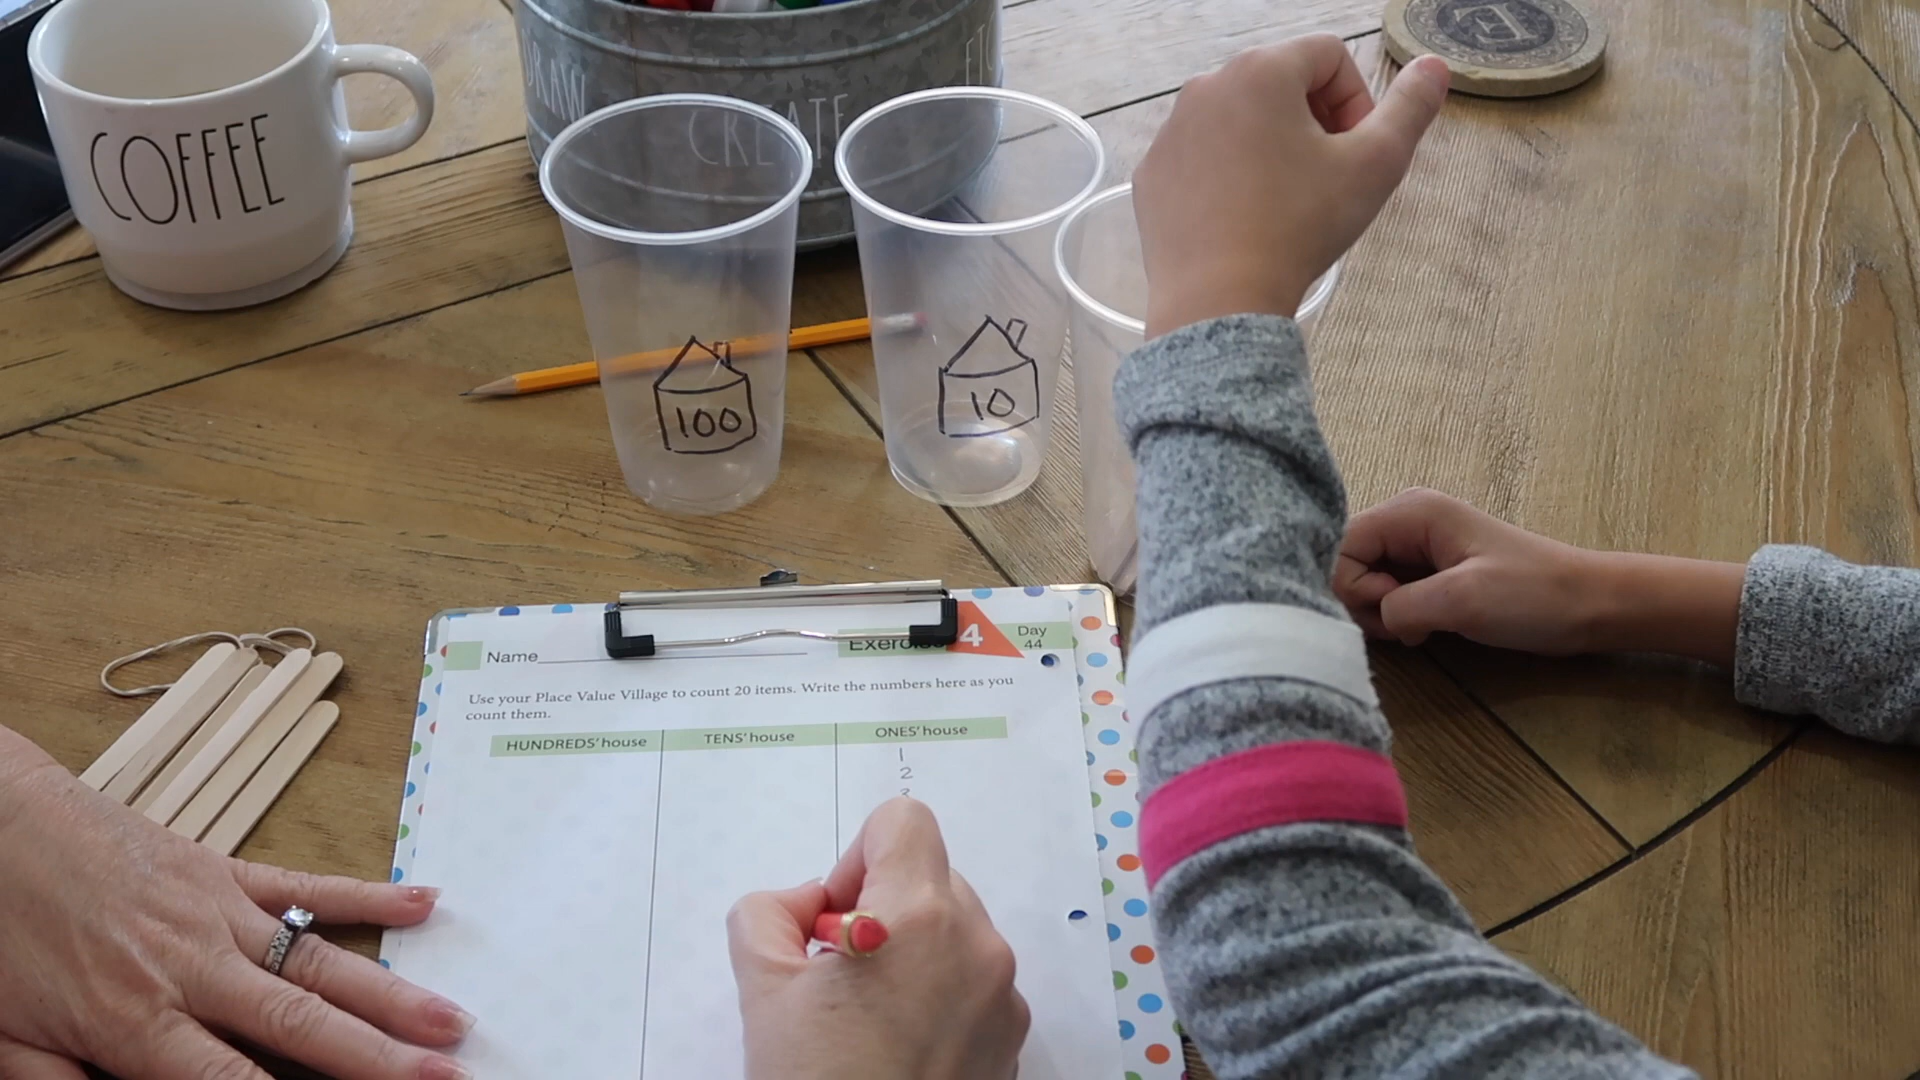 COFFEE
DRAW
CREATE
E
100
10
Name
Exercise 4
Day
44
Use your Place Value Village to count 20 items. Write the numbers here as you
count them.
HUNDREDS' house
TENS' house
ONES' house
1
2
3